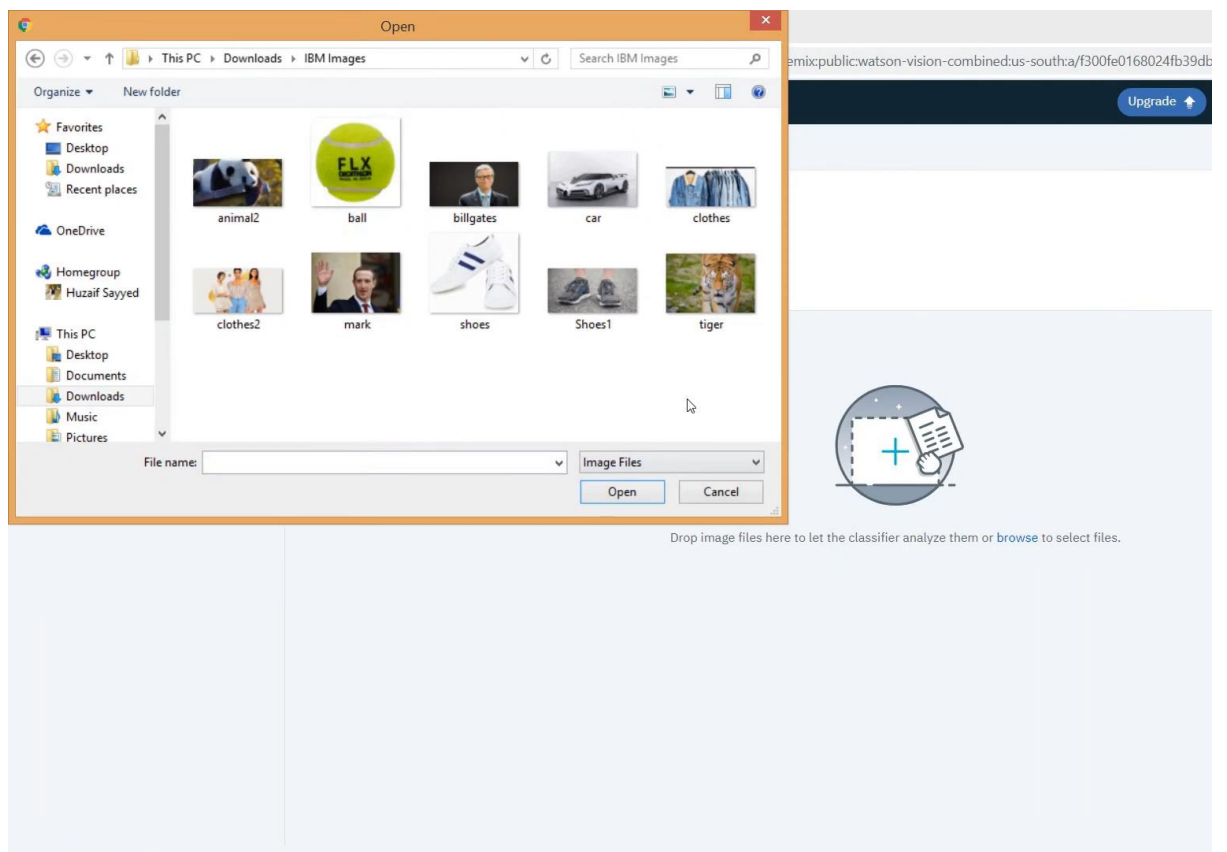 Open
This PC Downloads IBM Images
Search IBM Images
emix:public:watson-vision-combined:us-south:a/f300fe0168024fb39db
Organize
New folder
Upgrade
Favorites
Desktop
Downloads
Recent places
OneDrive
Homegroup
Huzaif Sayyed
This PC
Desktop
Documents
Downloads
Music
Pictures
FLX
animal2 ball billgates car clothes
clothes2 mark shoes Shoes1 tiger
File name:
Image Files
Open
Cancel
Drop image files here to let the classifier analyze them or browse to select files.